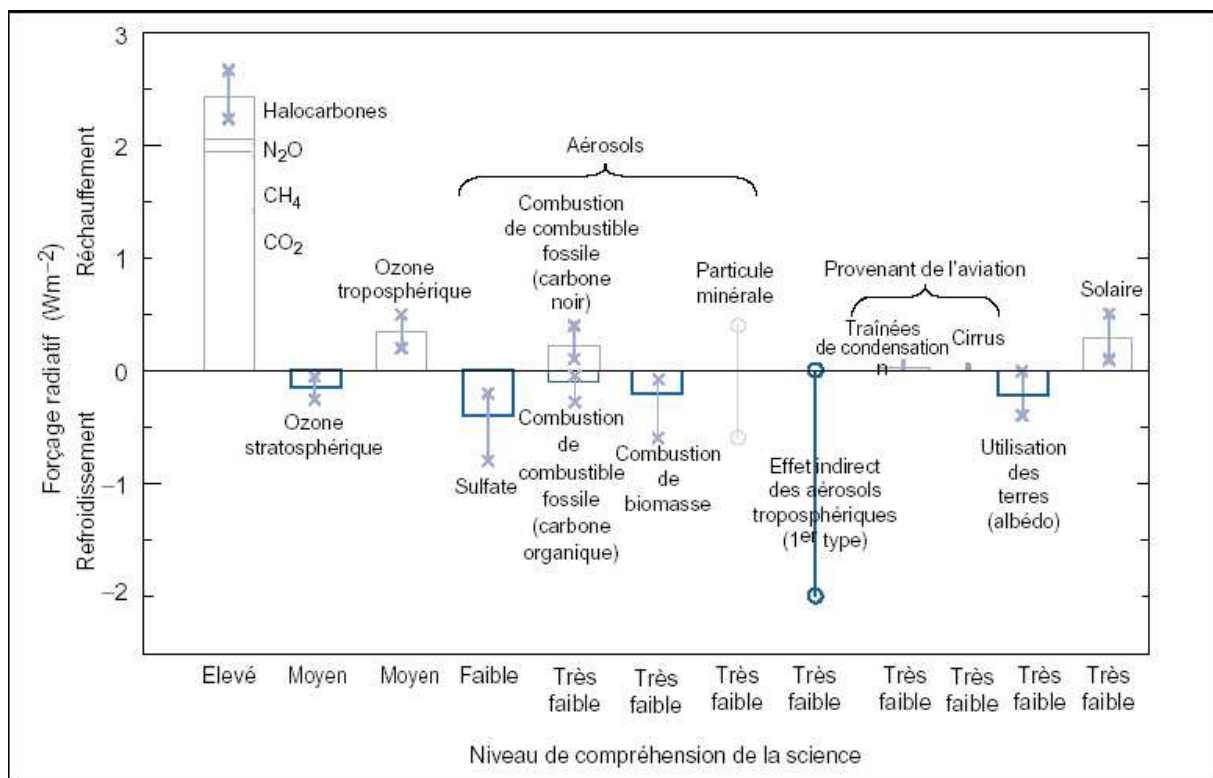 3
2
1
0
−1
−2
Forçage radiatif (Wm−2)
Réchauffement
Refroidissement
Halocarbones
N2O
CH4
CO2
Ozone
stratosphérique
Ozone
troposphérique
Aérosols
Sulfate
Combustion
de combustible
fossile
(carbone
noir)
Combustion
de
combustible
fossile
(carbone
organique)
Combustion
de
biomasse
Particule
minérale
Effet indirect
des aérosols
troposphériques
(1er type)
Provenant de l'aviation
Traînées
de condensation
n
Cirrus
Utilisation
des
terres
(albédo)
Solaire
Elevé
Moyen
Moyen
Faible
Très
faible
Très
faible
Très
faible
Très
faible
Très
faible
Très
faible
Très
faible
Très
faible
Niveau de compréhension de la science